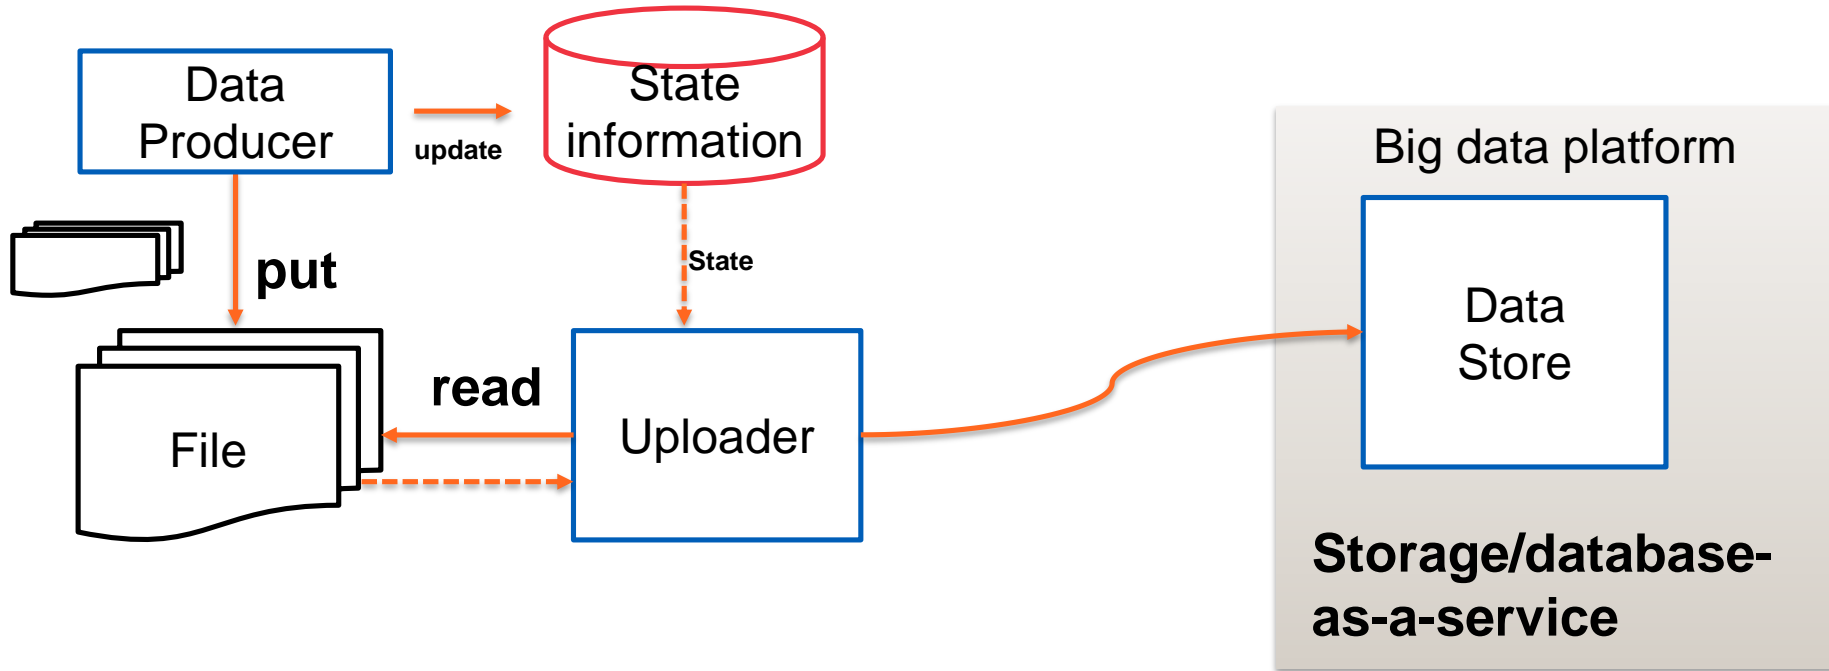 Data
Producer
update
State
information
Big data platform
put
State
Data
Store
read
File
Uploader
Storage/database-
as-a-service